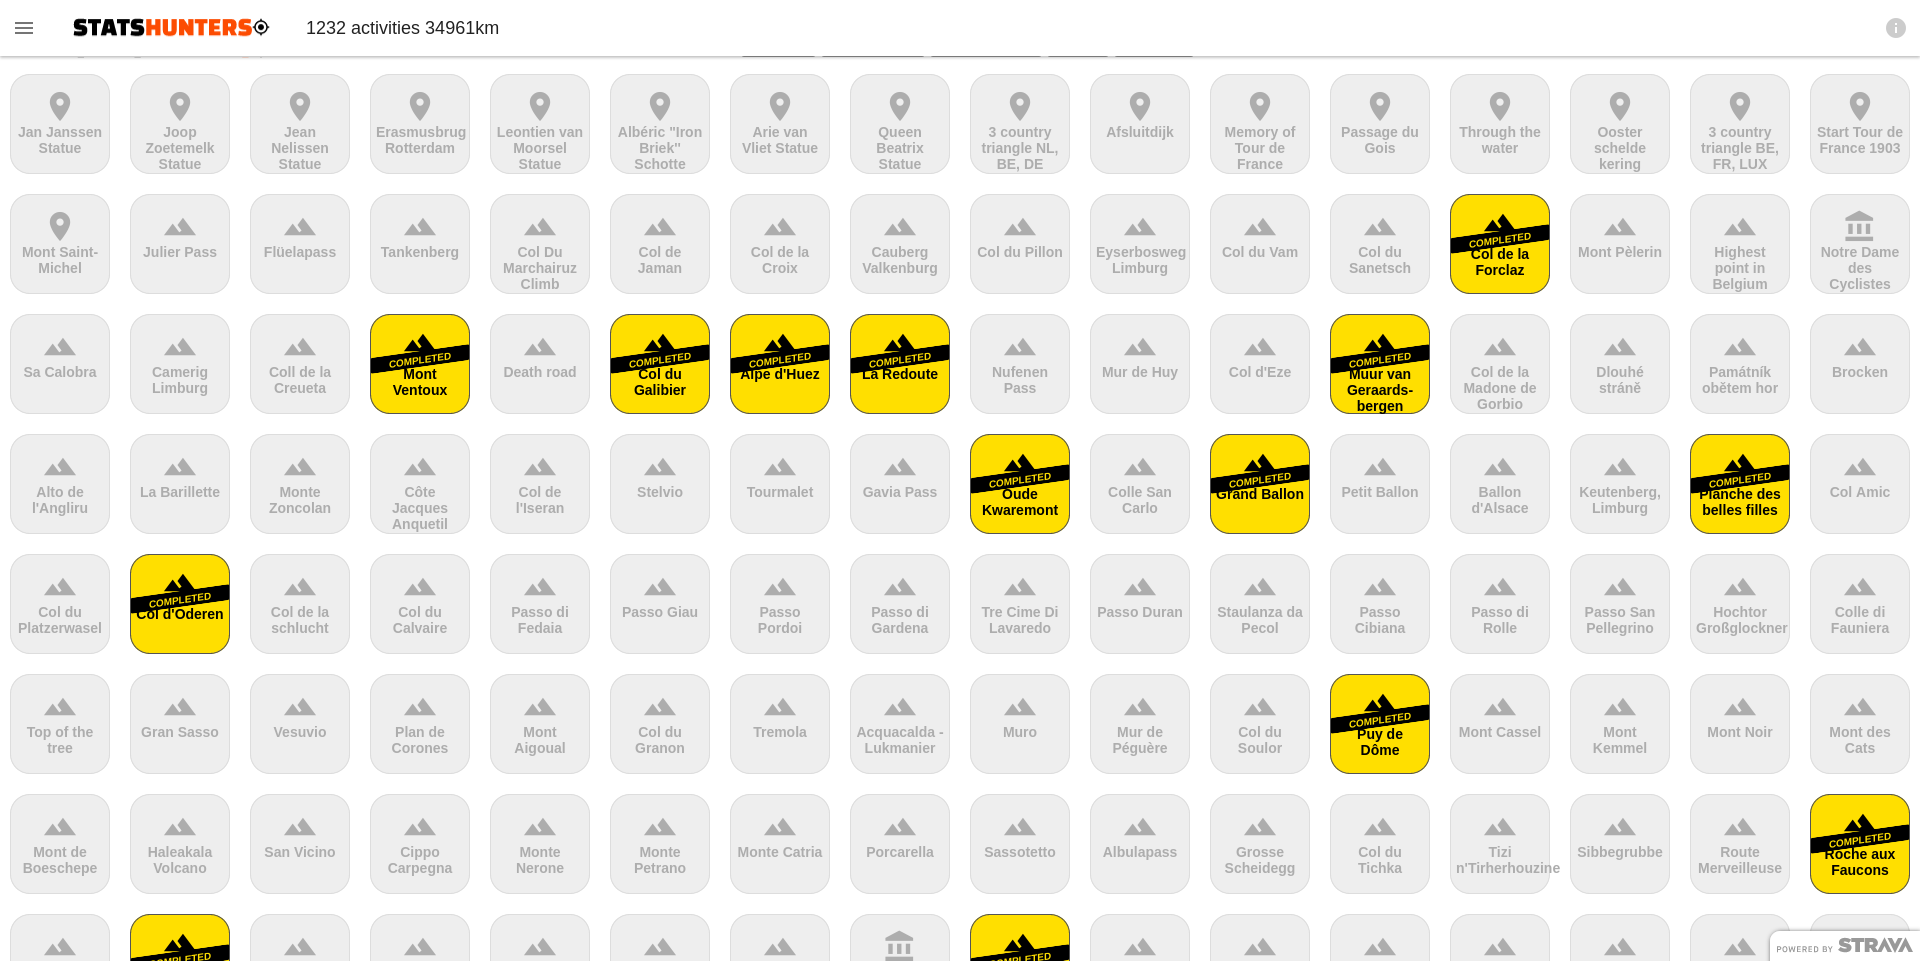 STATSHUNTERS 1232 activities 34961km
Jan Janssen
Statue
Joop
Zoetemelk
Statue
Jean
Nelissen
Statue
Erasmusbrug
Rotterdam
Leontien van
Moorsel
Statue
Albéric "Iron
Briek"
Schotte
Arie van
Vliet Statue
Queen
Beatrix
Statue
3 country
triangle NL,
BE, DE
Afsluitdijk
Memory of
Tour de
France
Passage du
Gois
Through the
water
Ooster
schelde
kering
3 country
triangle BE,
FR, LUX
Start Tour de
France 1903
Mont Saint-
Michel
Julier Pass
Flüelapass
Tankenberg
Col Du
Marchairuz
Climb
Col de
Jaman
Col de la
Croix
Cauberg
Valkenburg
Col du Pillon
Eyserbosweg
Limburg
Col du Vam
Col du
Sanetsch
COMPLETED
Col de la
Forclaz
Mont Pèlerin
Highest
point in
Belgium
Notre Dame
des
Cyclistes
Sa Calobra
Camerig
Limburg
Coll de la
Creueta
COMPLETED
Mont
Ventoux
Death road
COMPLETED
Col du
Galibier
COMPLETED
Alpe d'Huez
COMPLETED
La Redoute
Nufenen
Pass
Mur de Huy
Col d'Eze
COMPLETED
Muur van
Geraards-
bergen
Col de la
Madone de
Gorbio
Dlouhé
stráně
Památník
obětem hor
Brocken
Alto de
l'Angliru
La Barillette
Monte
Zoncolan
Côte
Jacques
Anquetil
Col de
l'Iseran
Stelvio
Tourmalet
Gavia Pass
COMPLETED
Oude
Kwaremont
Colle San
Carlo
COMPLETED
Grand Ballon
Petit Ballon
Ballon
d'Alsace
Keutenberg,
Limburg
COMPLETED
Planche des
belles filles
Col Amic
Col du
Platzerwasel
COMPLETED
Col d'Oderen
Col de la
schlucht
Col du
Calvaire
Passo di
Fedaia
Passo Giau
Passo
Pordoi
Passo di
Gardena
Tre Cime Di
Lavaredo
Passo Duran
Staulanza da
Pecol
Passo
Cibiana
Passo di
Rolle
Passo San
Pellegrino
Hochtor
Großglockner
Colle di
Fauniera
Top of the
tree
Gran Sasso
Vesuvio
Plan de
Corones
Mont
Aigoual
Col du
Granon
Tremola
Acquacalda -
Lukmanier
Muro
Mur de
Péguère
Col du
Soulor
COMPLETED
Puy de
Dôme
Mont Cassel
Mont
Kemmel
Mont Noir
Mont des
Cats
Mont de
Boeschepe
Haleakala
Volcano
San Vicino
Cippo
Carpegna
Monte
Nerone
Monte
Petrano
Monte Catria
Porcarella
Sassotetto
Albulapass
Grosse
Scheidegg
Col du
Tichka
Tizi
n'Tirherhouzine
Sibbegrubbe
Route
Merveilleuse
COMPLETED
Roche aux
Faucons
COMPLETED
COMPLETED
POWERED BY STRAVA